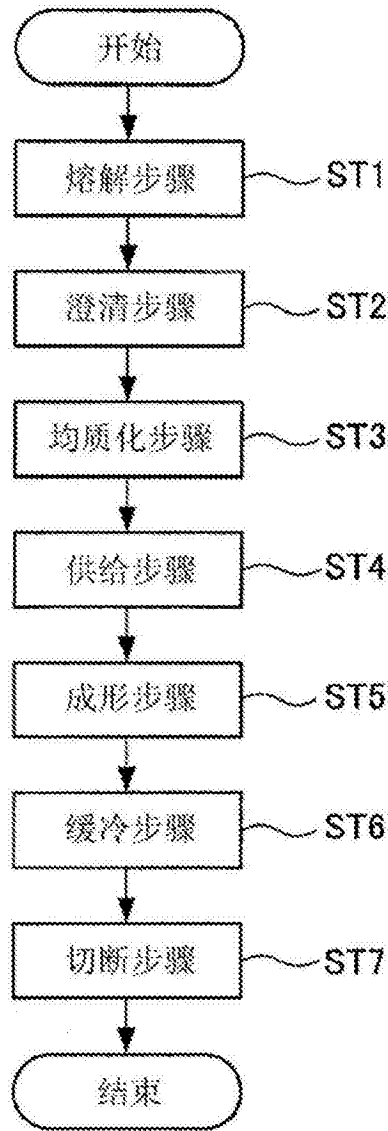 开始
熔解步骤 ST1
澄清步骤 ST2
均质化步骤 ST3
供给步骤 ST4
成形步骤 ST5
缓冷步骤 ST6
切断步骤 ST7
结束